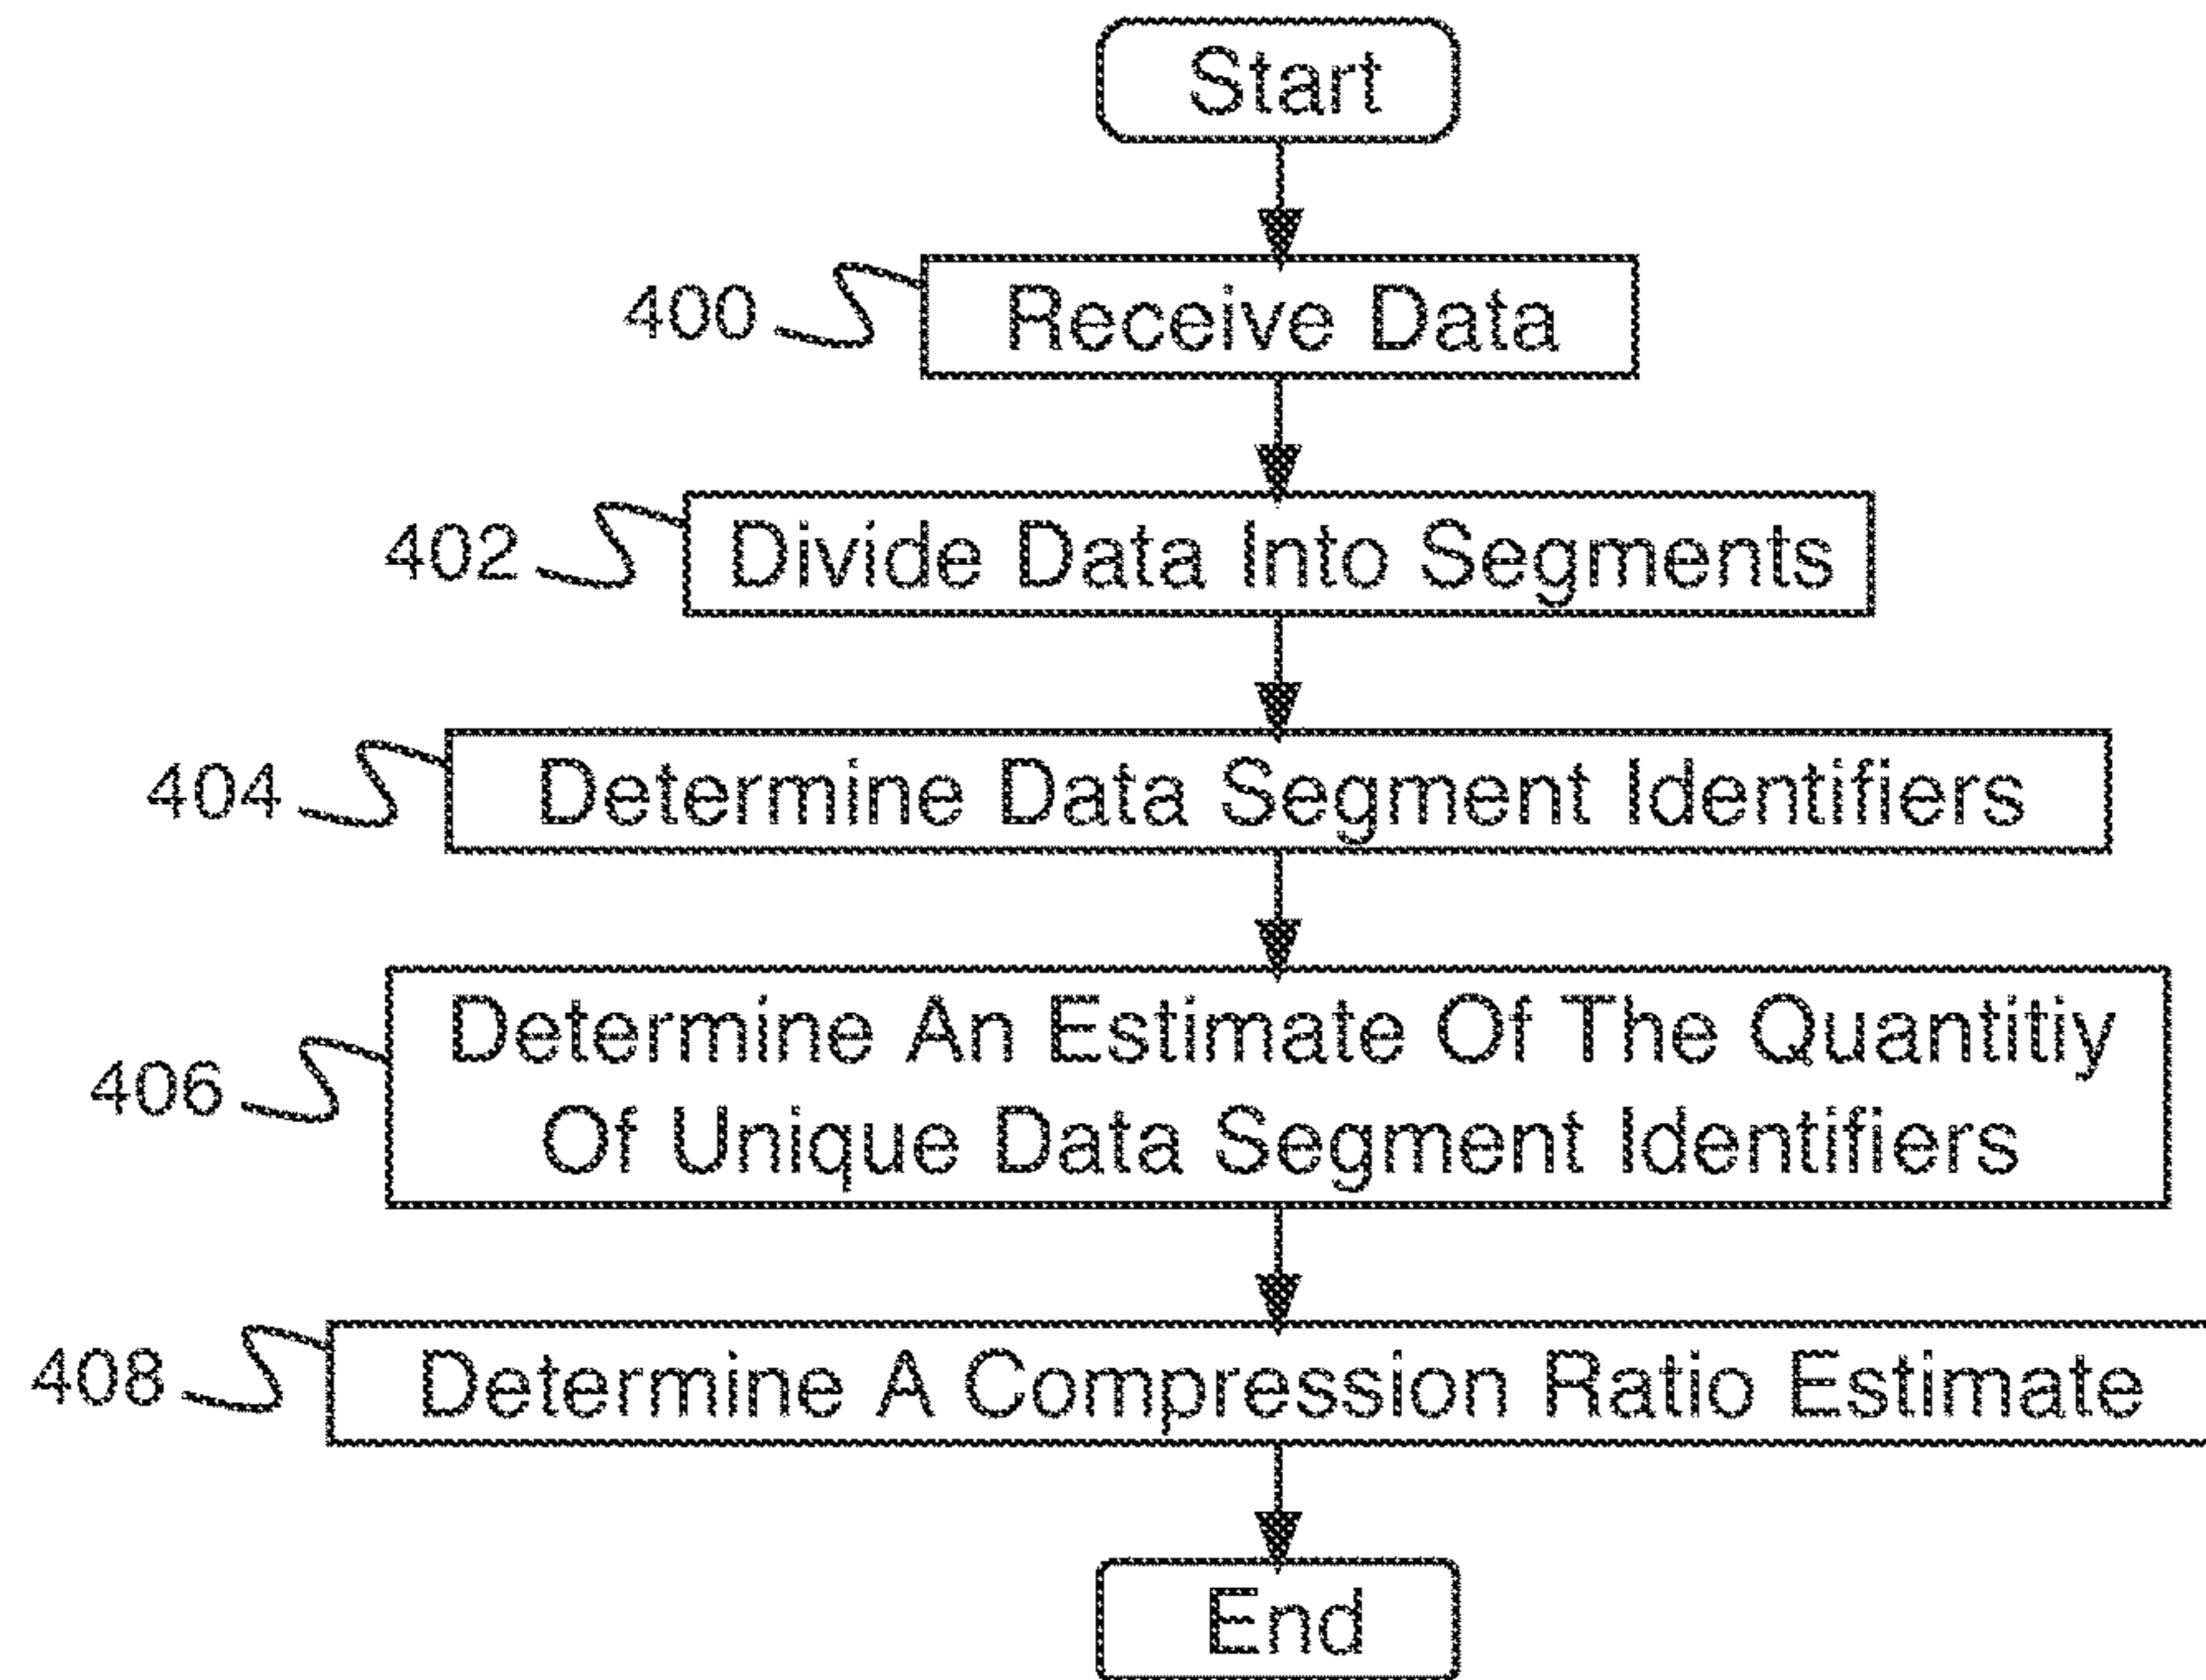 Start
400 Receive Data
402 Divide Data Into Segments
404 Determine Data Segment Identifiers
406 Determine An Estimate Of The Quantitiy
Of Unique Data Segment Identifiers
408 Determine A Compression Ratio Estimate
End